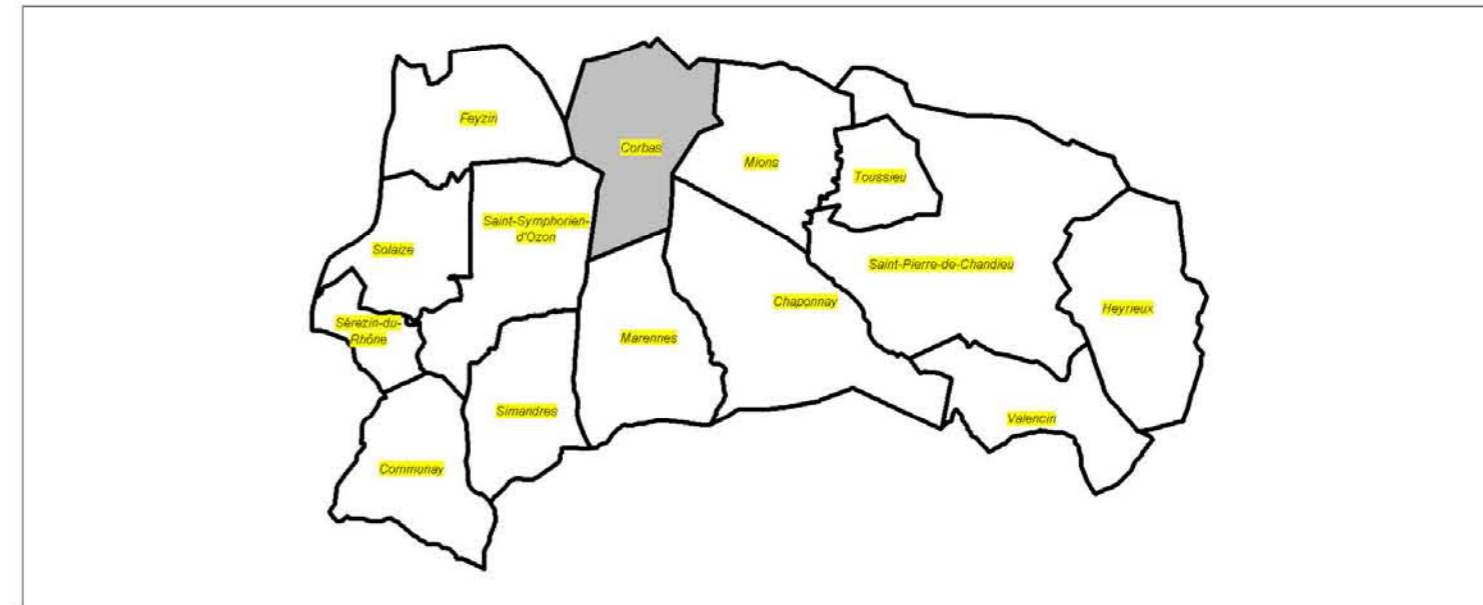 Feyzin
Corbas
Mions
Toussieu
Saint-Symphorien-
d'Ozon
Solaize
Saint-Pierre-de-Chandieu
Chaponnay
Heyrieux
Sérezin-du-
Rhône
Marennes
Simandres
Valencin
Communay